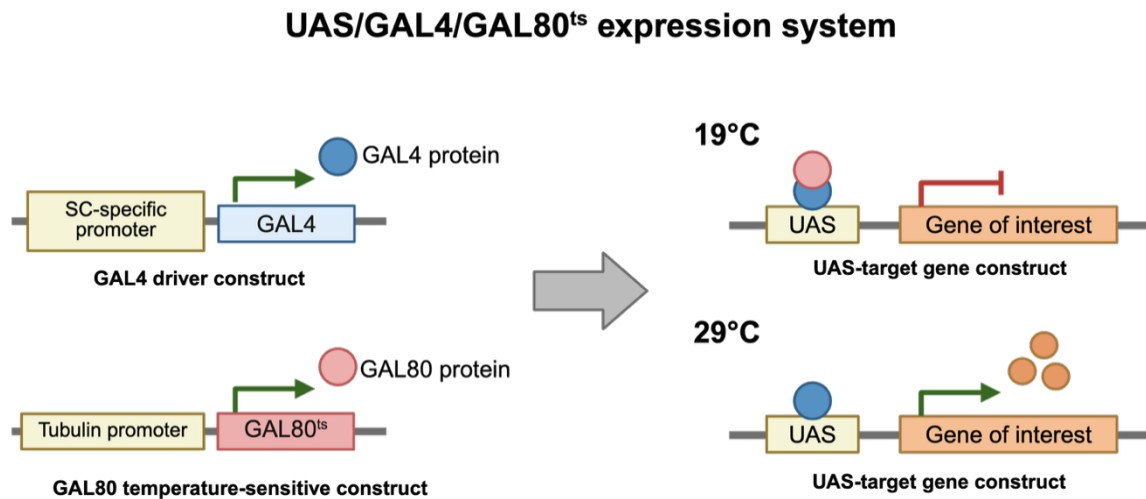 UAS/GAL4/GAL80ᵗˢ expression system
GAL4 protein
SC-specific
promoter
GAL4
GAL4 driver construct
GAL80 protein
Tubulin promoter
GAL80ᵗˢ
GAL80 temperature-sensitive construct
19°C
UAS
Gene of interest
UAS-target gene construct
29°C
UAS
Gene of interest
UAS-target gene construct